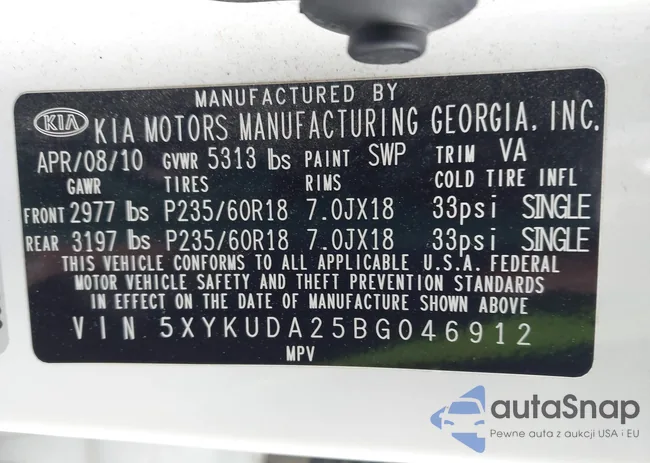 MANUFACTURED BY
KIA KIA MOTORS MANUFACTURING GEORGIA, INC.
APR/08/10 GVWR 5313 lbs PAINT SWP TRIM VA
GAWR TIRES RIMS COLD TIRE INFL
FRONT 2977 lbs P235/60R18 7.0JX18 33psi SINGLE
REAR 3197 lbs P235/60R18 7.0JX18 33psi SINGLE
THIS VEHICLE CONFORMS TO ALL APPLICABLE U.S.A. FEDERAL
MOTOR VEHICLE SAFETY AND THEFT PREVENTION STANDARDS
IN EFFECT ON THE DATE OF MANUFACTURE SHOWN ABOVE
VIN 5XYKUDA25BG046912
MPV
autoSnap
Pewne auta z aukcji USA i EU